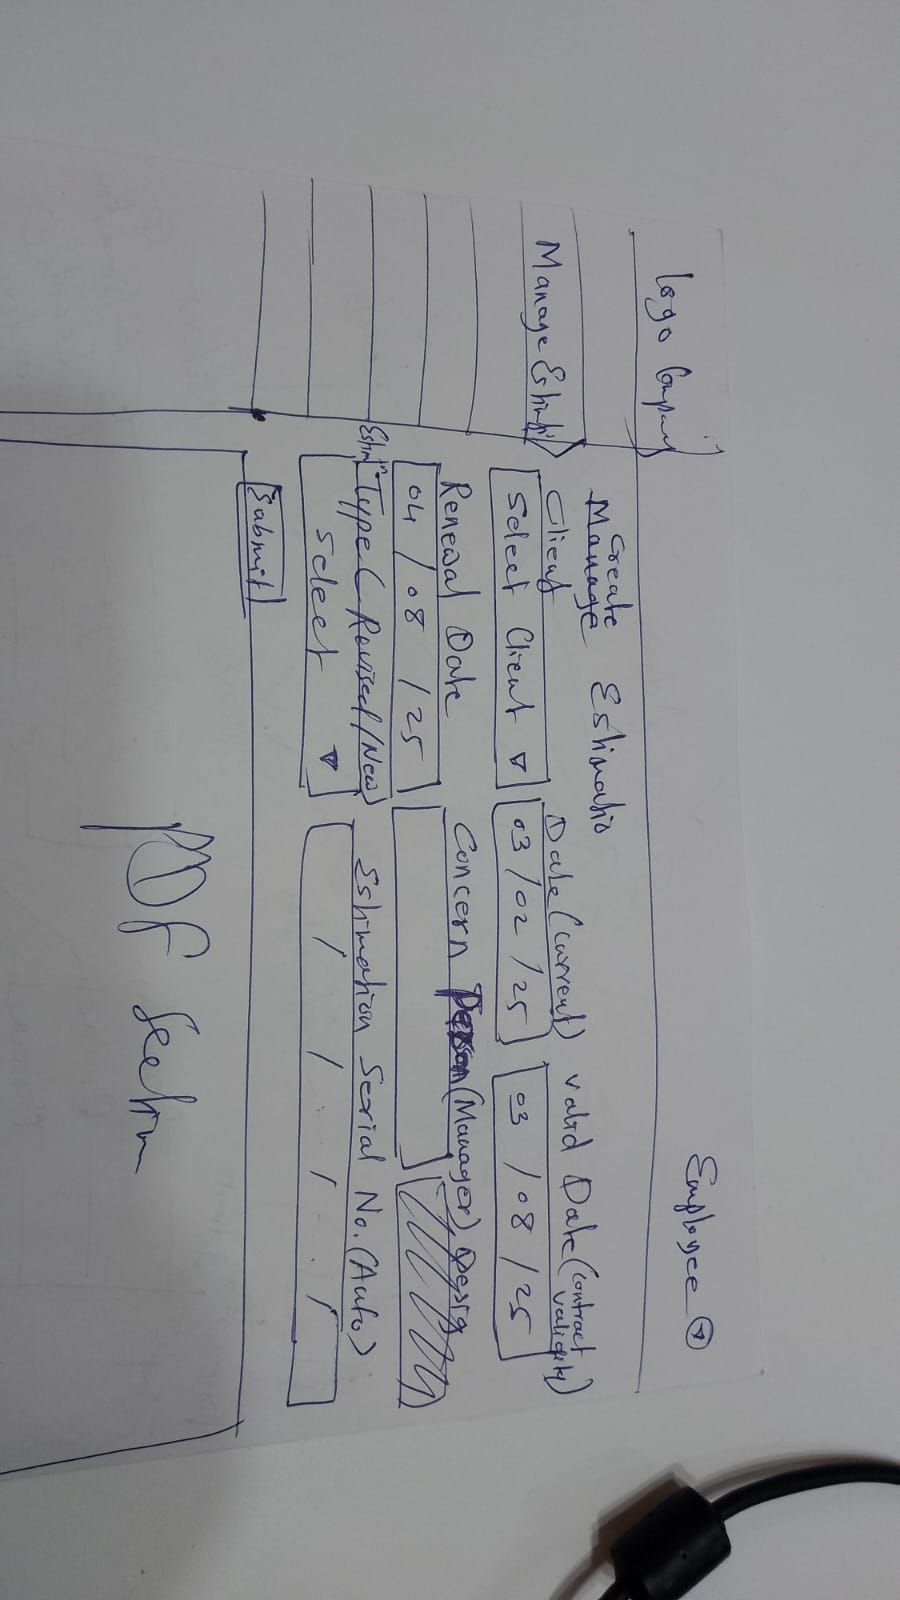 Logo Company
Employee
Create
Manage Estimatio
Manage Estimati
Client
Date (Current)
Valid Date (contract validity)
Select Client
03 / 02 / 25
03 / 08 / 25
Renewal Date
Concern Person (Manager) Desig
04 / 08 / 25
Estimtn Type (Revised/New)
Estimation Serial No. (Auto)
Select
/ / / /
Submit
PDF Section